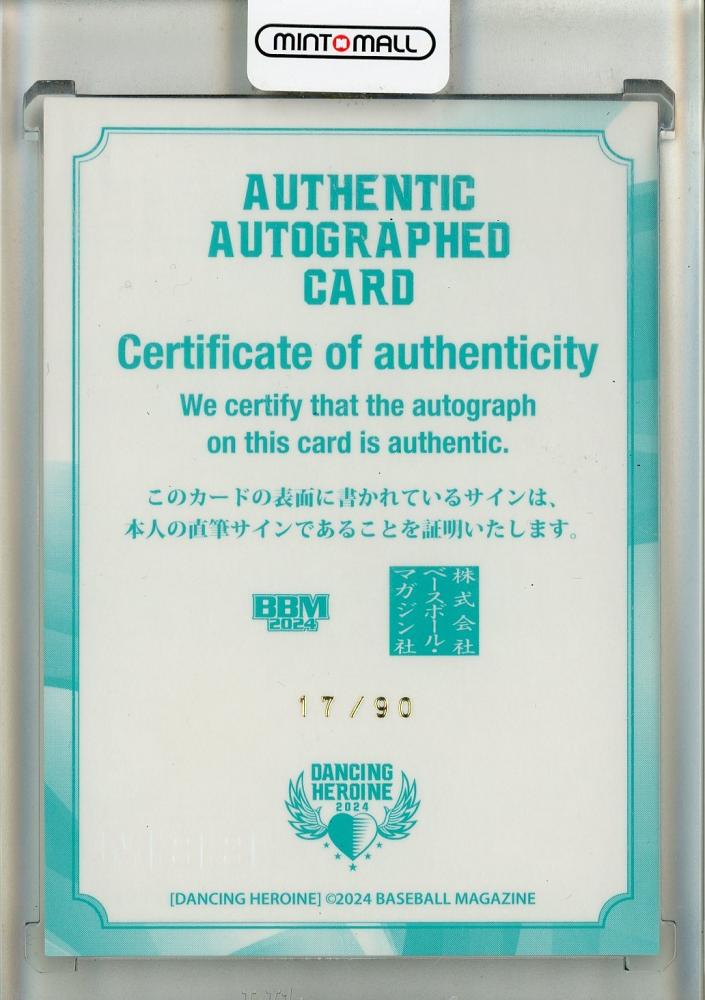 MINT MALL
AUTHENTIC
AUTOGRAPHED
CARD
Certificate of authenticity
We certify that the autograph
on this card is authentic.
このカードの表面に書かれているサインは、
本人の直筆サインであることを証明いたします。
BBM
2024
株式会社
ベースボール・
マガジン社
17/90
DANCING
HEROINE
2024
[DANCING HEROINE] ©2024 BASEBALL MAGAZINE